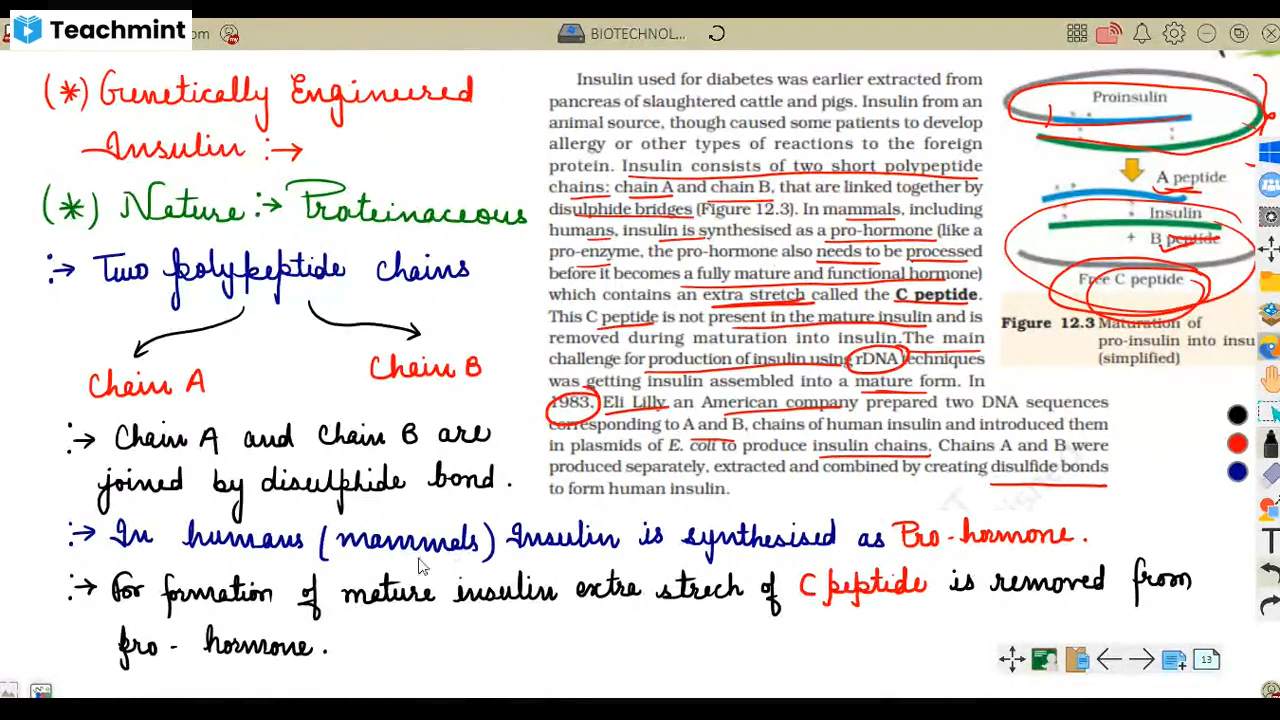 Teachmint
om
BIOTECHNOL...
(*) Genetically Engineered
Insulin :→
(*) Nature :→ Proteinaceous
:→ Two polypeptide chains
Chain A
Chain B
:→ Chain A and Chain B are
joined by disulphide bond.
:→ In humans (mammals) Insulin is synthesised as Pro-hormone.
:→ For formation of mature insulin extra strech of C peptide is removed from
pro - hormone.
Insulin used for diabetes was earlier extracted from
pancreas of slaughtered cattle and pigs. Insulin from an
animal source, though caused some patients to develop
allergy or other types of reactions to the foreign
protein. Insulin consists of two short polypeptide
chains: chain A and chain B, that are linked together by
disulphide bridges (Figure 12.3). In mammals, including
humans, insulin is synthesised as a pro-hormone (like a
pro-enzyme, the pro-hormone also needs to be processed
before it becomes a fully mature and functional hormone)
which contains an extra stretch called the C peptide.
This C peptide is not present in the mature insulin and is
removed during maturation into insulin.The main
challenge for production of insulin using rDNA techniques
was getting insulin assembled into a mature form. In
1983, Eli Lilly an American company prepared two DNA sequences
corresponding to A and B, chains of human insulin and introduced them
in plasmids of E. coli to produce insulin chains. Chains A and B were
produced separately, extracted and combined by creating disulfide bonds
to form human insulin.
Proinsulin
A peptide
Insulin
+ B peptide
Free C peptide
Figure 12.3 Maturation of
pro-insulin into insu
(simplified)
13